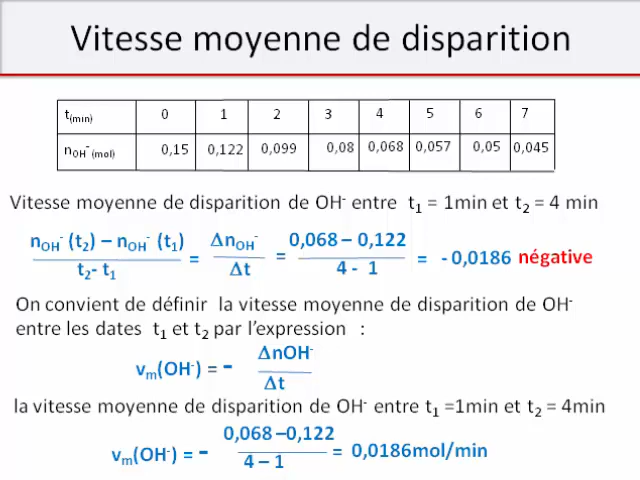 Vitesse moyenne de disparition
t(min) 0 1 2 3 4 5 6 7
nOH- (mol) 0,15 0,122 0,099 0,08 0,068 0,057 0,05 0,045
Vitesse moyenne de disparition de OH- entre t1 = 1min et t2 = 4 min
nOH- (t2) – nOH- (t1) / t2- t1 = ΔnOH- / Δt = 0,068 – 0,122 / 4 - 1 = - 0,0186 négative
On convient de définir la vitesse moyenne de disparition de OH-
entre les dates t1 et t2 par l'expression :
vm(OH-) = - ΔnOH- / Δt
la vitesse moyenne de disparition de OH- entre t1 =1min et t2 = 4min
vm(OH-) = - 0,068 –0,122 / 4 – 1 = 0,0186mol/min